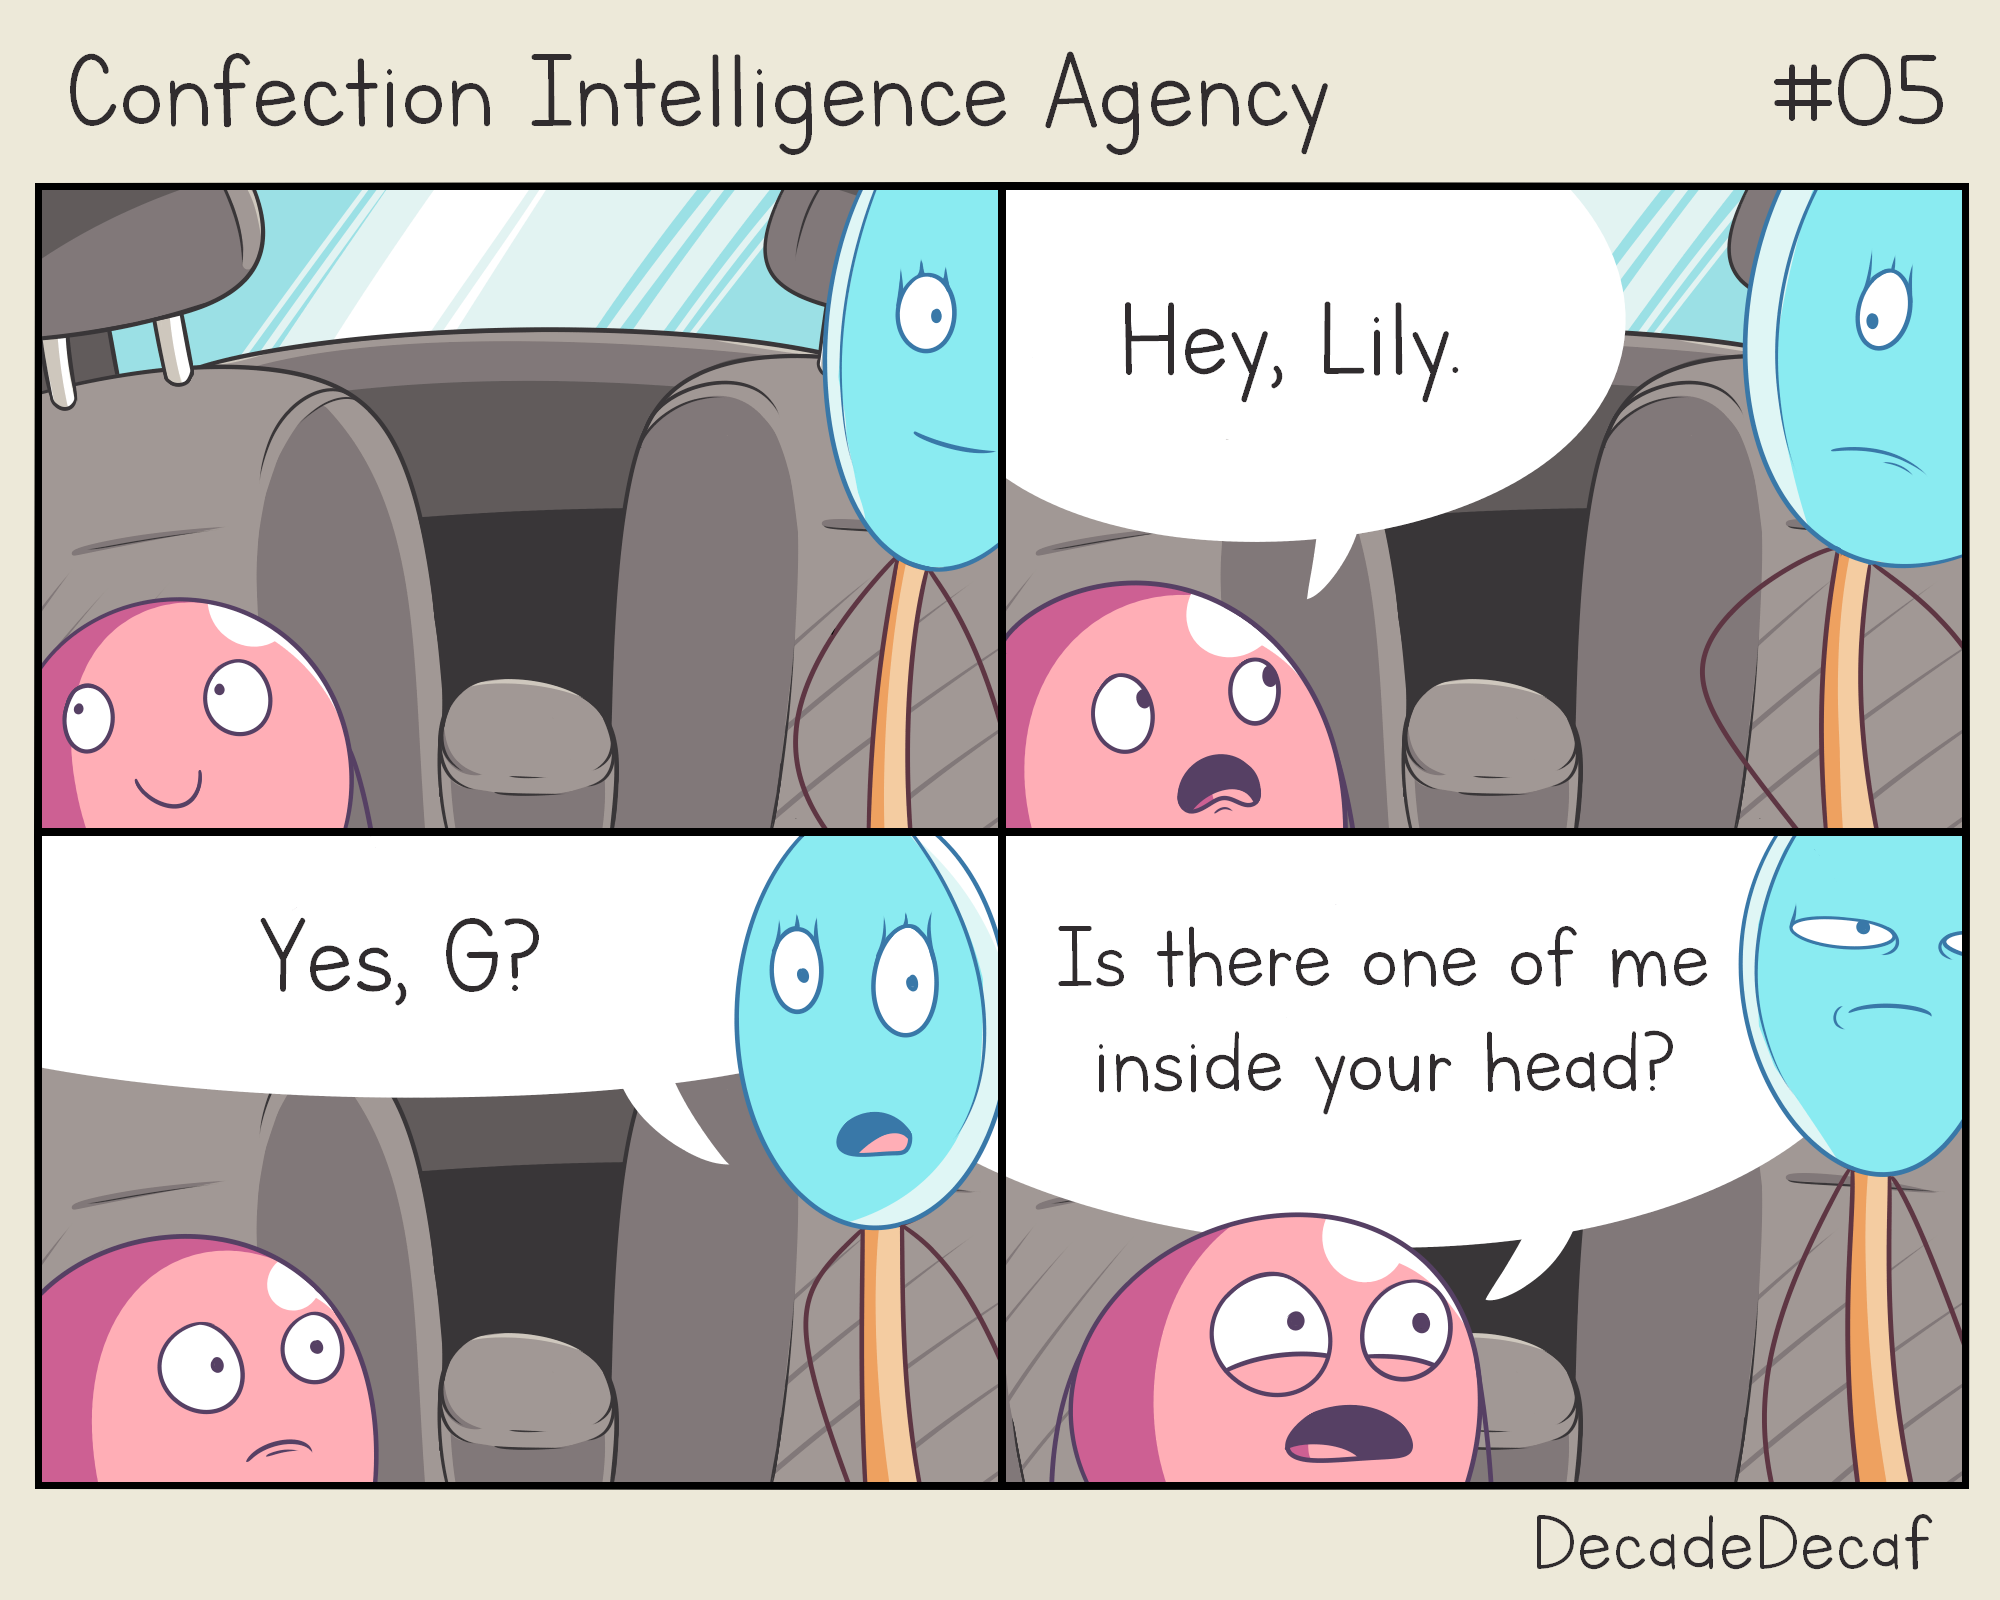 Confection Intelligence Agency
#05
Hey, Lily.
Yes, G?
Is there one of me
inside your head?
DecadeDecaf